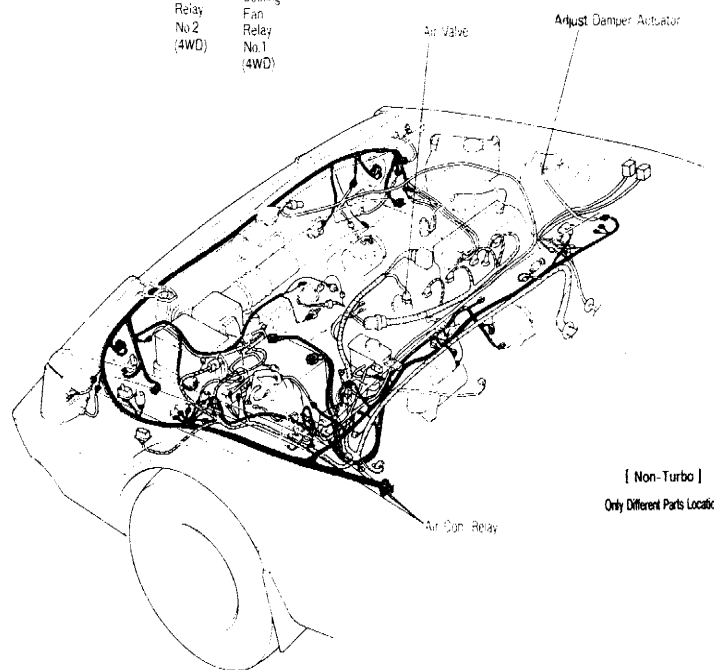 Relay
No.2
(4WD)
Fan
Relay
No.1
(4WD)
Air Valve
Adjust Damper Actuator
[ Non-Turbo ]
Only Different Parts
Air Con. Relay